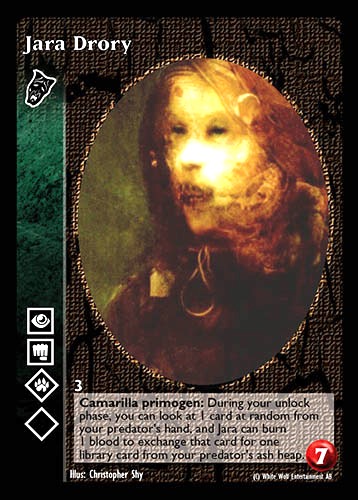 Jara Drory
3
Camarilla primogen: During your unlock
phase, you can look at 1 card at random from
your predator's hand, and Jara can burn
1 blood to exchange that card for one
library card from your predator's ash heap.
7
Illus: Christopher Shy
(C) White Wolf Entertainment AB